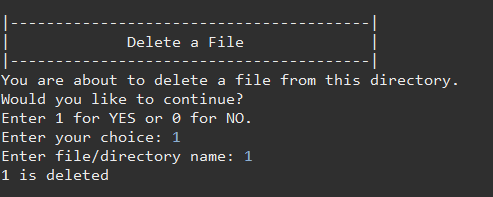 |----------------------------------------|
|             Delete a File              |
|----------------------------------------|
You are about to delete a file from this directory.
Would you like to continue?
Enter 1 for YES or 0 for NO.
Enter your choice: 1
Enter file/directory name: 1
1 is deleted